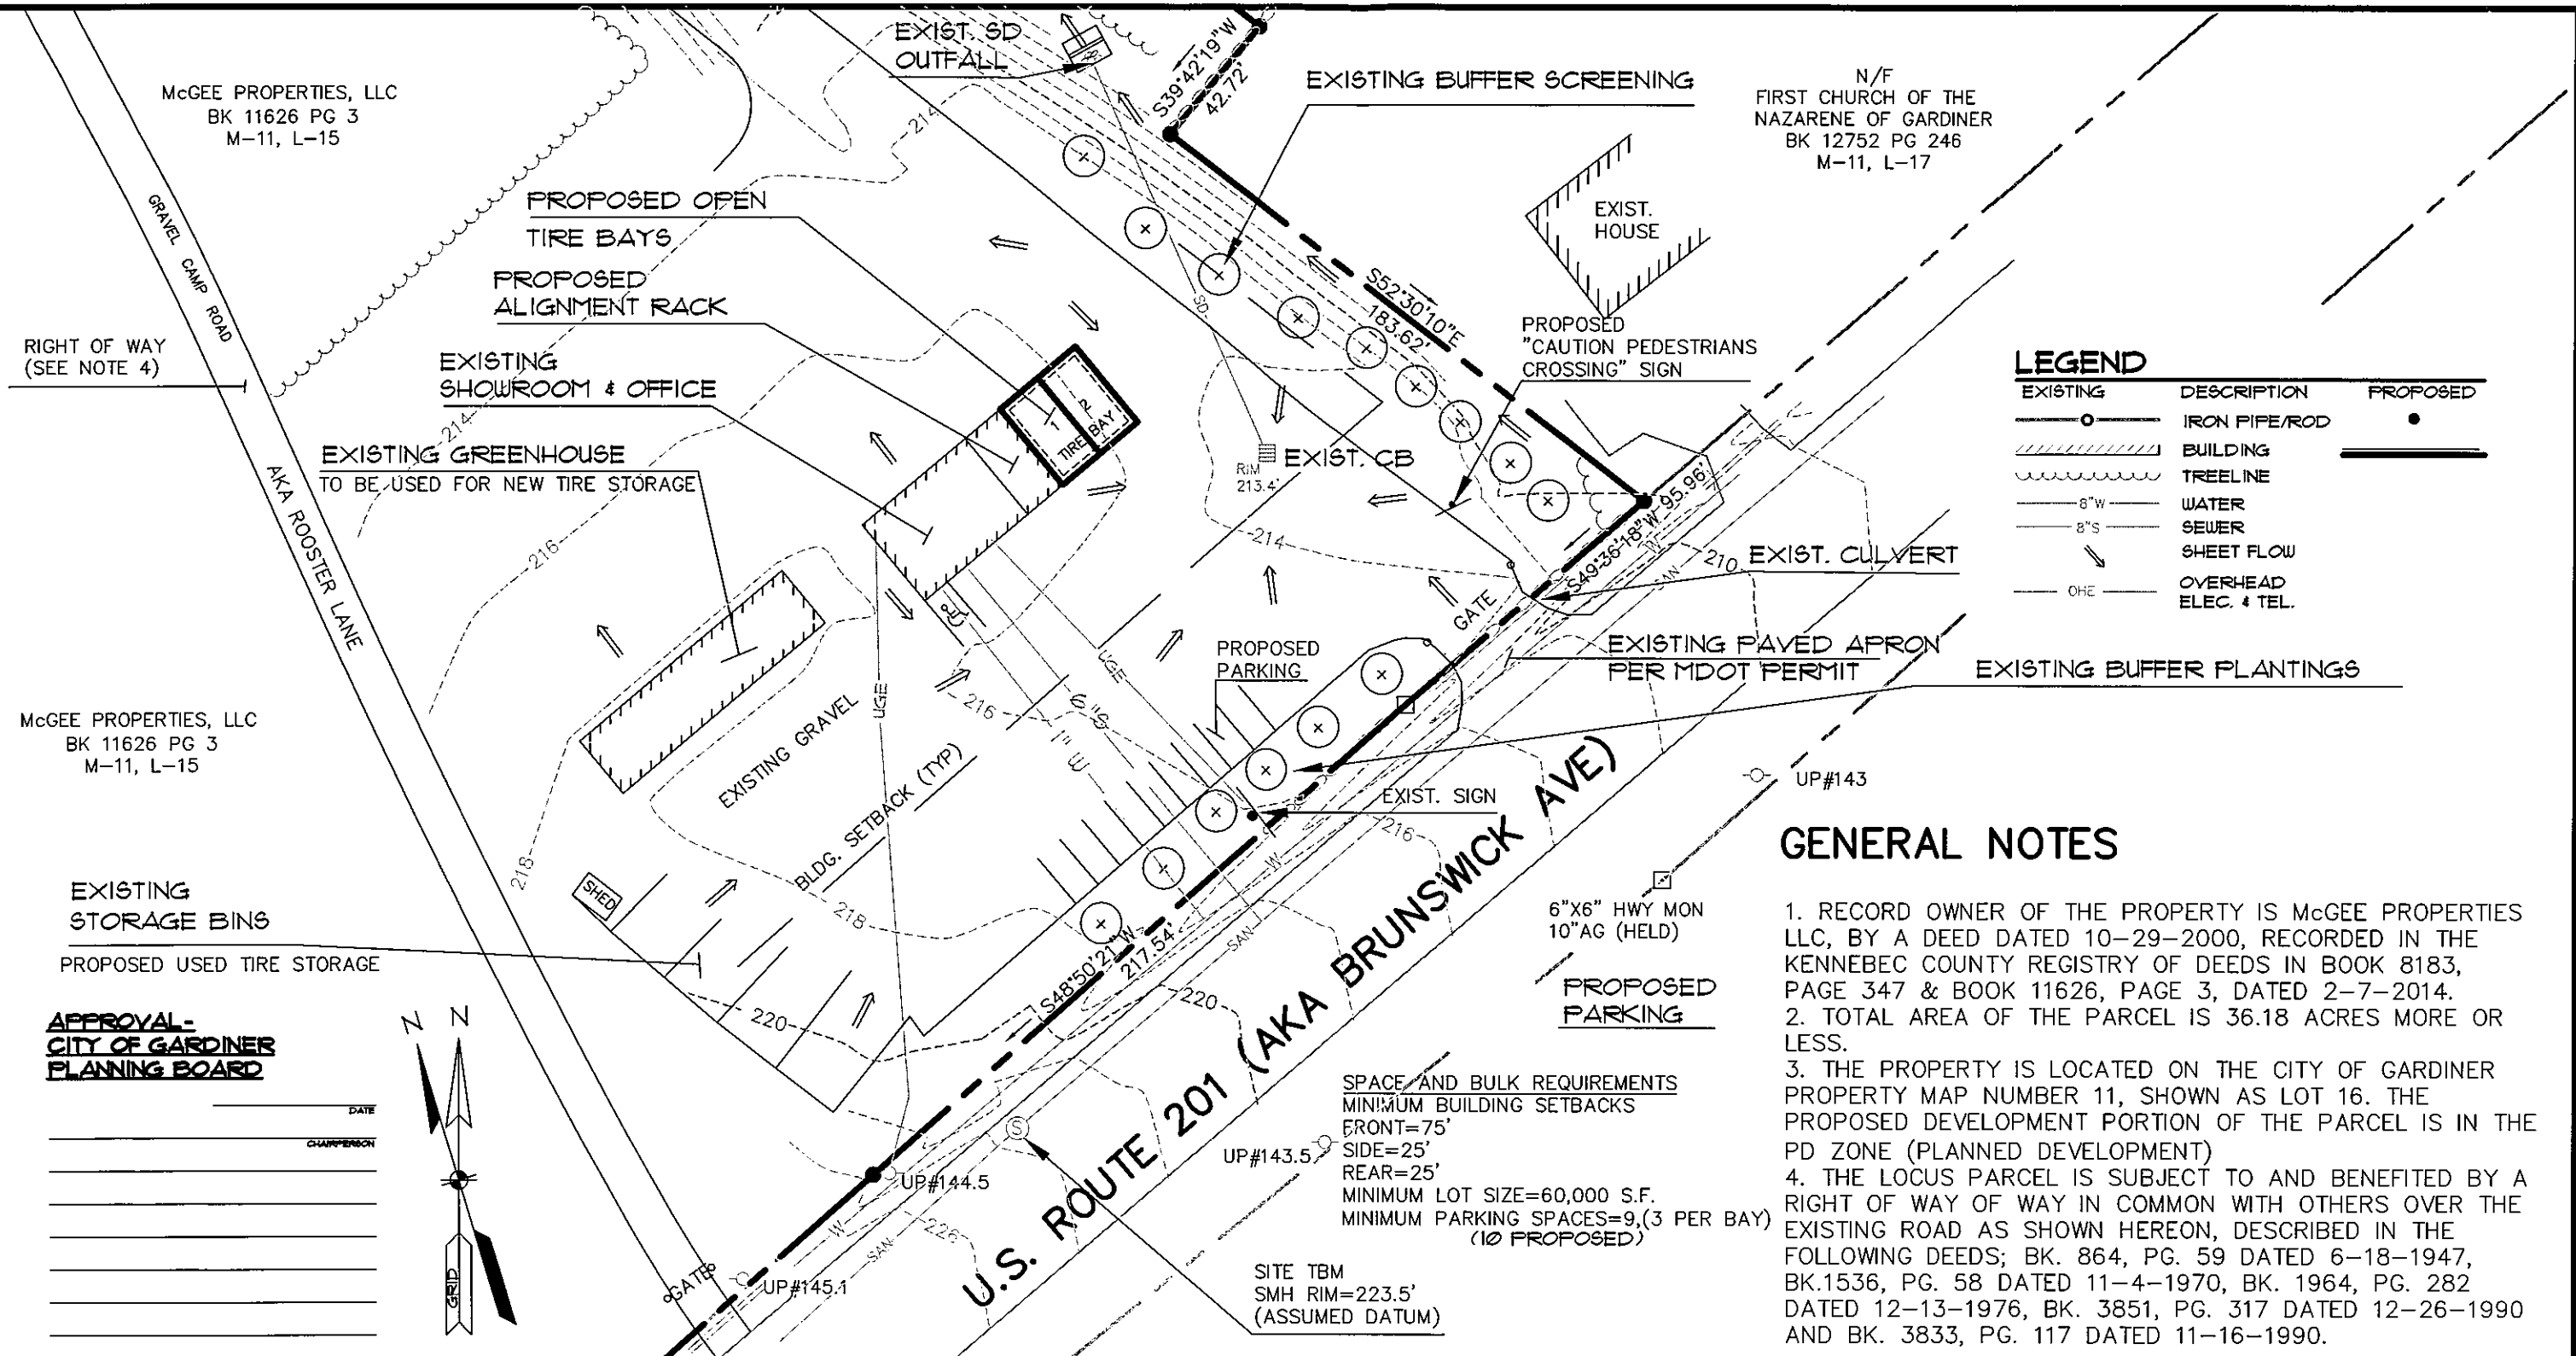 McGEE PROPERTIES, LLC
BK 11626 PG 3
M-11, L-15
EXIST. SD
OUTFALL
S39°42'19"W
42.72'
EXISTING BUFFER SCREENING
N/F
FIRST CHURCH OF THE
NAZARENE OF GARDINER
BK 12752 PG 246
M-11, L-17
214
GRAVEL CAMP ROAD
PROPOSED OPEN
TIRE BAYS
EXIST.
HOUSE
PROPOSED
ALIGNMENT RACK
SD
S52°30'10"E
183.62'
PROPOSED
"CAUTION PEDESTRIANS
CROSSING" SIGN
RIGHT OF WAY
(SEE NOTE 4)
EXISTING
SHOWROOM & OFFICE
214
1
2
TIRE BAY
LEGEND
EXISTING DESCRIPTION PROPOSED
IRON PIPE/ROD
BUILDING
TREELINE
8"W WATER
8"S SEWER
SHEET FLOW
OHE OVERHEAD
ELEC. & TEL.
EXISTING GREENHOUSE
TO BE USED FOR NEW TIRE STORAGE
RIM
213.4'
EXIST. CB
AKA ROOSTER LANE
216
214
S49°36'18"W 95.96'
W
SAN
210
EXIST. CULVERT
GATE
PROPOSED
PARKING
EXISTING PAVED APRON
PER MDOT PERMIT
EXISTING BUFFER PLANTINGS
UGE
UGE
216
6"S
1"W
McGEE PROPERTIES, LLC
BK 11626 PG 3
M-11, L-15
EXISTING GRAVEL
BLDG. SETBACK (TYP)
UP#143
EXIST. SIGN
216
W
218
218
SHED
EXISTING
STORAGE BINS
PROPOSED USED TIRE STORAGE
S48°50'21"W
217.54'
SAN
220
220
6"X6" HWY MON
10"AG (HELD)
PROPOSED
PARKING
U.S. ROUTE 201 (AKA BRUNSWICK AVE)
APPROVAL-
CITY OF GARDINER
PLANNING BOARD
DATE
CHAIRPERSON
N N
GRID
UP#144.5
W
SAN
226
GATE
UP#145.1
S
UP#143.5
SPACE AND BULK REQUIREMENTS
MINIMUM BUILDING SETBACKS
FRONT=75'
SIDE=25'
REAR=25'
MINIMUM LOT SIZE=60,000 S.F.
MINIMUM PARKING SPACES=9,(3 PER BAY)
(10 PROPOSED)
SITE TBM
SMH RIM=223.5'
(ASSUMED DATUM)
GENERAL NOTES
1. RECORD OWNER OF THE PROPERTY IS McGEE PROPERTIES
LLC, BY A DEED DATED 10-29-2000, RECORDED IN THE
KENNEBEC COUNTY REGISTRY OF DEEDS IN BOOK 8183,
PAGE 347 & BOOK 11626, PAGE 3, DATED 2-7-2014.
2. TOTAL AREA OF THE PARCEL IS 36.18 ACRES MORE OR
LESS.
3. THE PROPERTY IS LOCATED ON THE CITY OF GARDINER
PROPERTY MAP NUMBER 11, SHOWN AS LOT 16. THE
PROPOSED DEVELOPMENT PORTION OF THE PARCEL IS IN THE
PD ZONE (PLANNED DEVELOPMENT)
4. THE LOCUS PARCEL IS SUBJECT TO AND BENEFITED BY A
RIGHT OF WAY OF WAY IN COMMON WITH OTHERS OVER THE
EXISTING ROAD AS SHOWN HEREON, DESCRIBED IN THE
FOLLOWING DEEDS; BK. 864, PG. 59 DATED 6-18-1947,
BK.1536, PG. 58 DATED 11-4-1970, BK. 1964, PG. 282
DATED 12-13-1976, BK. 3851, PG. 317 DATED 12-26-1990
AND BK. 3833, PG. 117 DATED 11-16-1990.